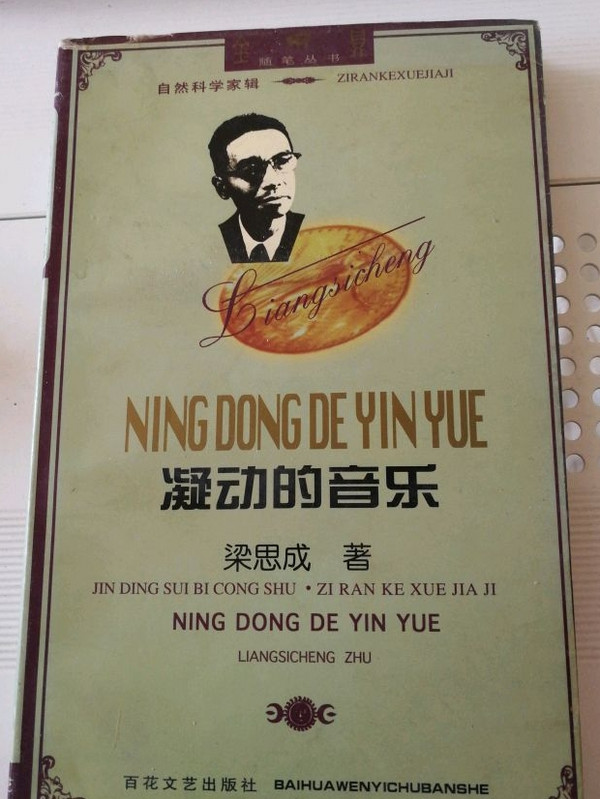 随笔丛书
自然科学家辑 ZIRANKEXUEJIAJI
Liangsicheng
NING DONG DE YIN YUE
凝动的音乐
梁思成 著
JIN DING SUI BI CONG SHU • ZI RAN KE XUE JIA JI
NING DONG DE YIN YUE
LIANGSICHENG ZHU
百花文艺出版社 BAIHUAWENYICHUBANSHE